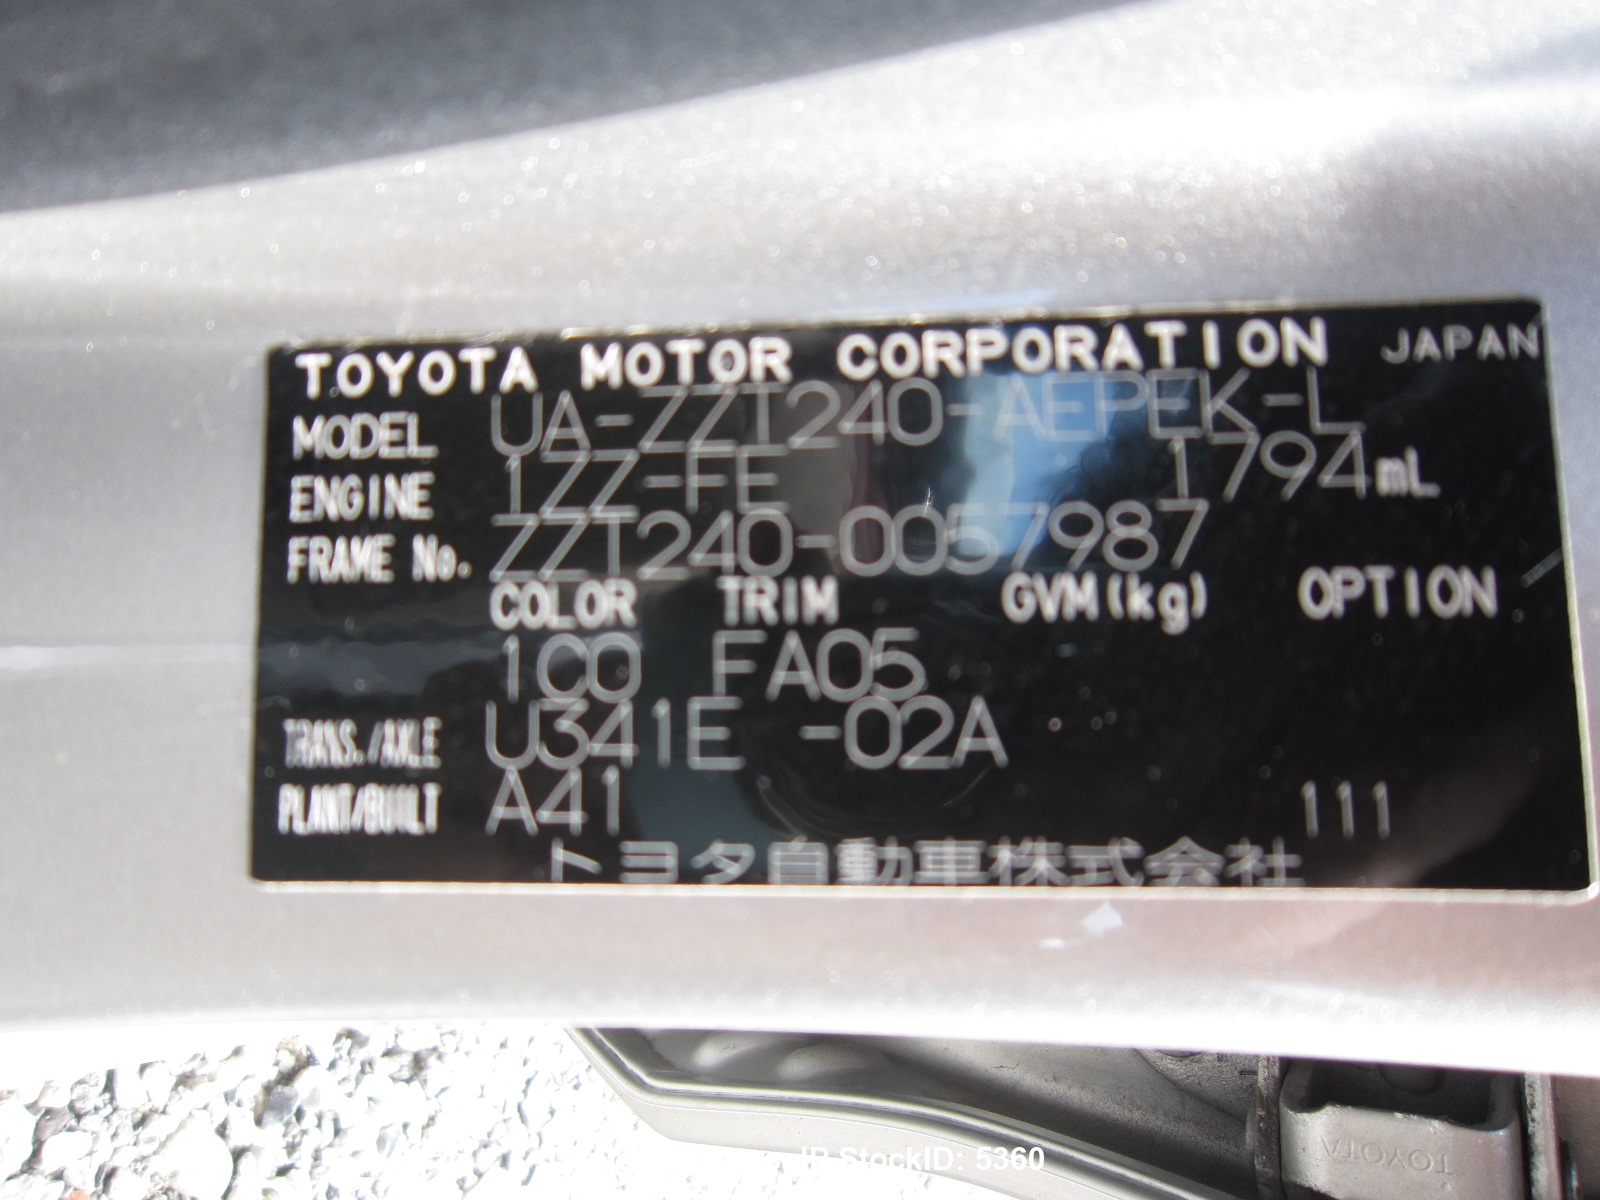 TOYOTA MOTOR CORPORATION JAPAN
MODEL UA-ZZT240-AEPEK-L
ENGINE 1ZZ-FE 1794mL
FRAME No. ZZT240-0057987
COLOR TRIM GVM(kg) OPTION
1C0 FA05
TRANS./AXLE U341E -02A
PLANT/BUILT A41 111
トヨタ自動車株式会社
TOYOTA
StockID: 5360